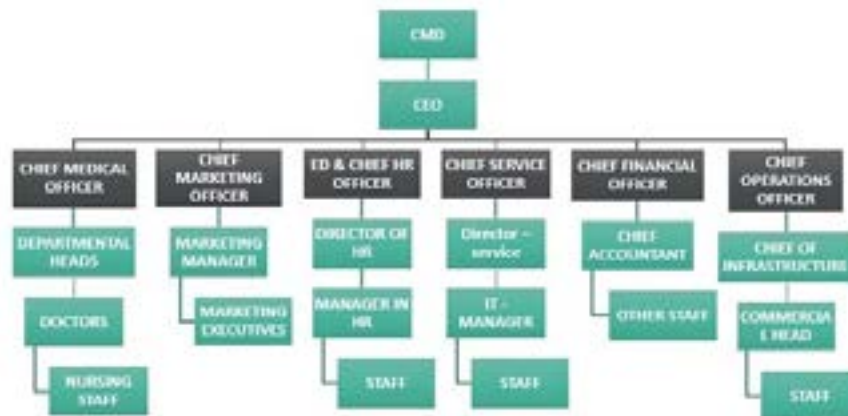 CMD
CEO
CHIEF MEDICAL
OFFICER
CHIEF
MARKETING
OFFICER
ED & CHIEF HR
OFFICER
CHIEF SERVICE
OFFICER
CHIEF FINANCIAL
OFFICER
CHIEF
OPERATIONS
OFFICER
DEPARTMENTAL
HEADS
MARKETING
MANAGER
DIRECTOR OF
HR
Director –
service
CHIEF
ACCOUNTANT
CHIEF OF
INFRASTRUCTURE
DOCTORS
MARKETING
EXECUTIVES
MANAGER IN
HR
IT -
MANAGER
OTHER STAFF
COMMERCIA
L HEAD
NURSING
STAFF
STAFF
STAFF
STAFF